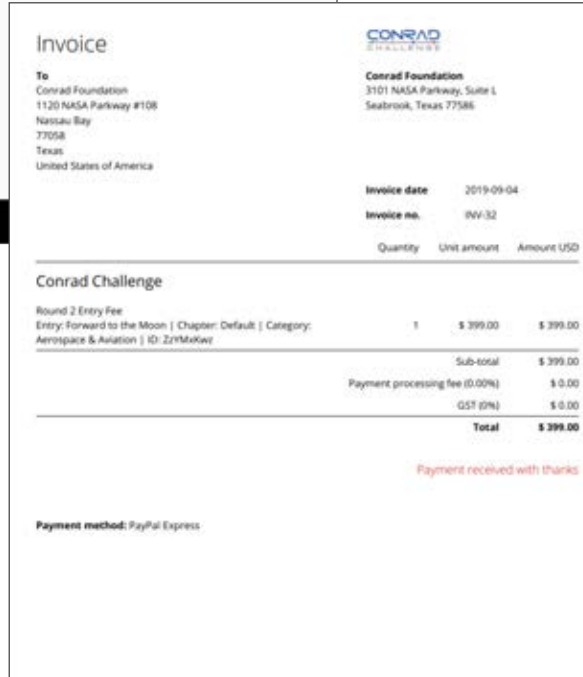 Invoice
CONRAD
CHALLENGE
To
Conrad Foundation
1120 NASA Parkway #108
Nassau Bay
77058
Texas
United States of America
Conrad Foundation
3101 NASA Parkway, Suite L
Seabrook, Texas 77586
Invoice date 2019-09-04
Invoice no. INV-32
Quantity Unit amount Amount USD
Conrad Challenge
Round 2 Entry Fee
Entry: Forward to the Moon | Chapter: Default | Category: 1 $ 399.00 $ 399.00
Aerospace & Aviation | ID: ZzYMxKwz
Sub-total $ 399.00
Payment processing fee (0.00%) $ 0.00
GST (0%) $ 0.00
Total $ 399.00
Payment received with thanks
Payment method: PayPal Express